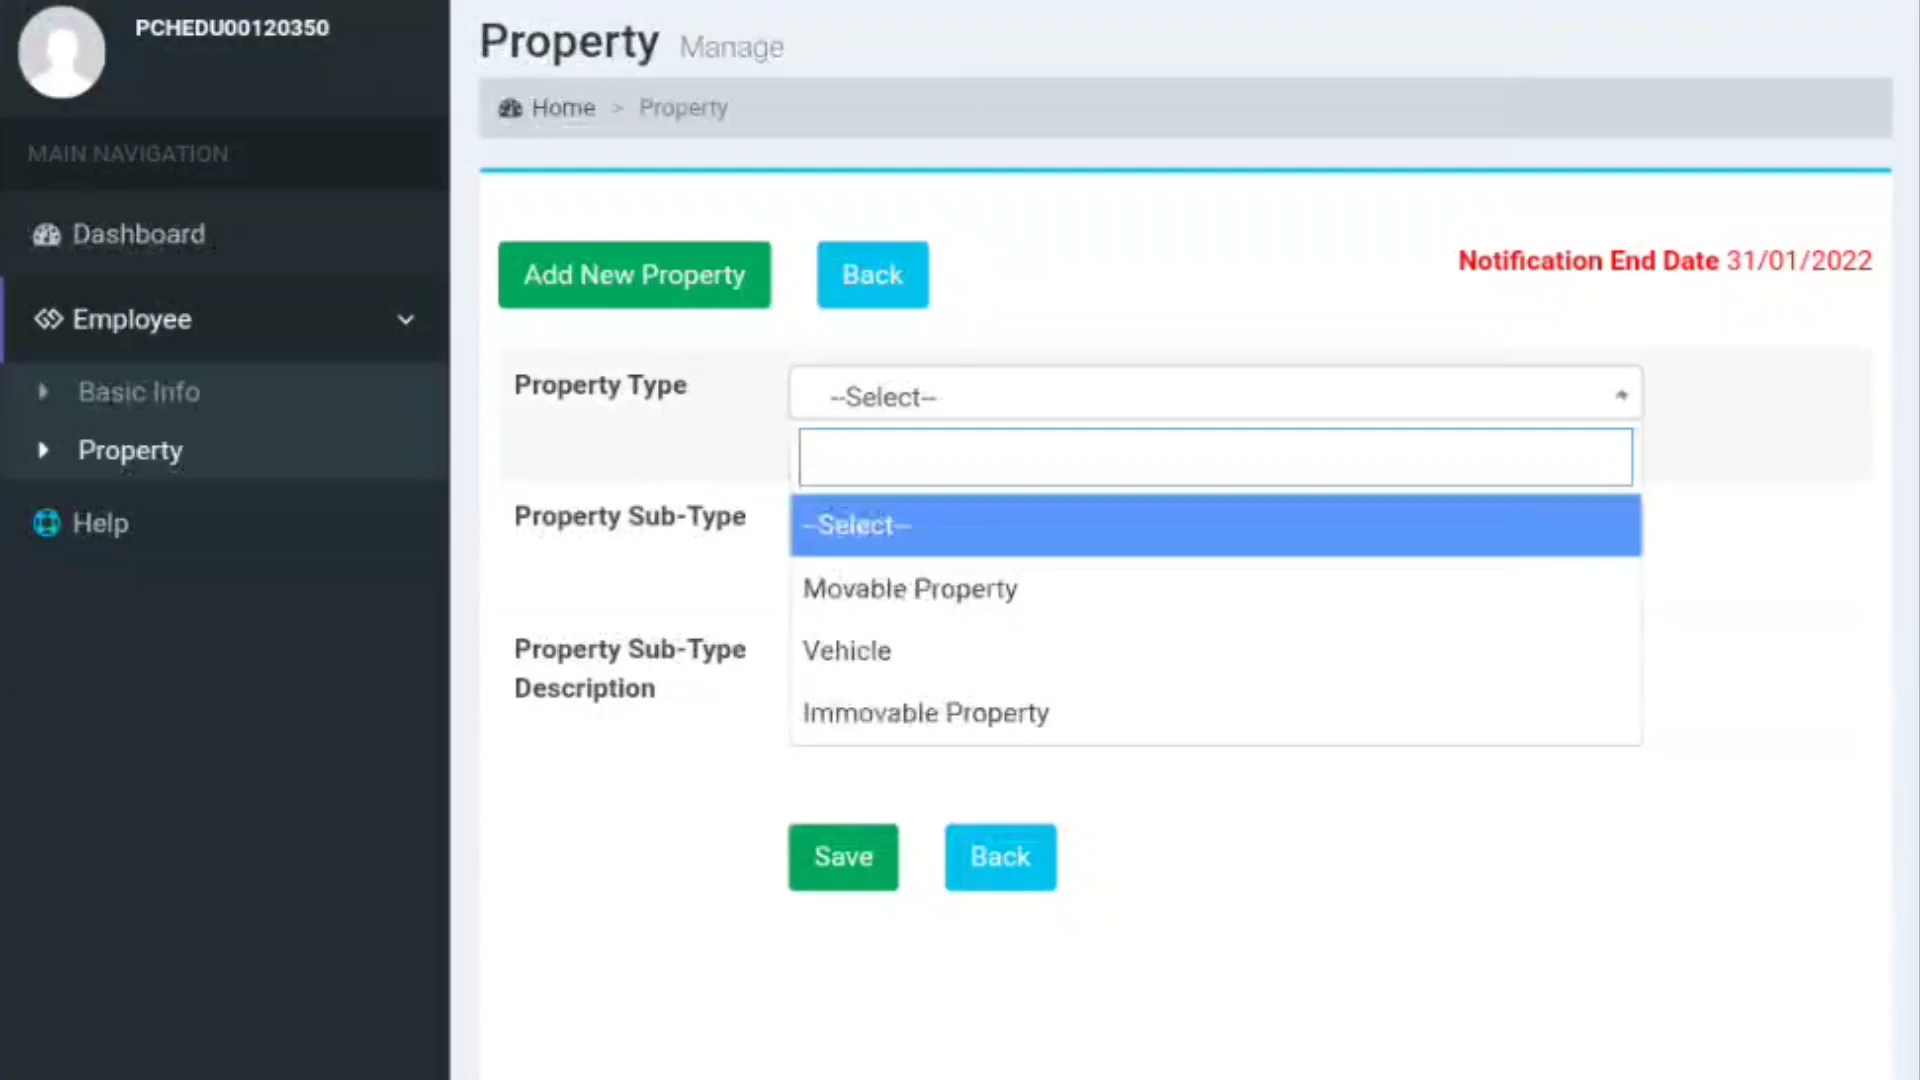 PCHEDU00120350
MAIN NAVIGATION
Dashboard
Employee
Basic Info
Property
Help
Property Manage
Home > Property
Add New Property
Back
Notification End Date 31/01/2022
Property Type
--Select--
--Select--
Movable Property
Vehicle
Immovable Property
Property Sub-Type
Property Sub-Type
Description
Save
Back